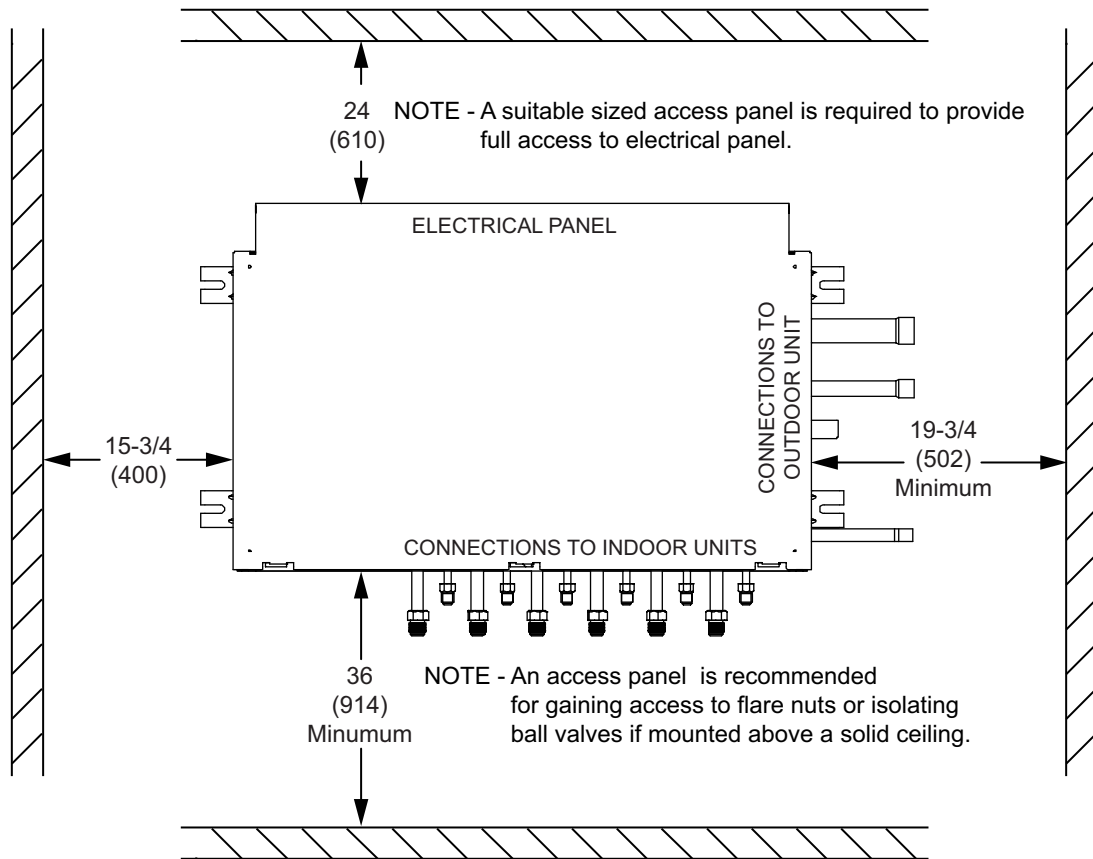 24
(610)
NOTE - A suitable sized access panel is required to provide
full access to electrical panel.
ELECTRICAL PANEL
CONNECTIONS TO
OUTDOOR UNIT
15-3/4
(400)
19-3/4
(502)
Minimum
CONNECTIONS TO INDOOR UNITS
36
(914)
Minumum
NOTE - An access panel is recommended
for gaining access to flare nuts or isolating
ball valves if mounted above a solid ceiling.